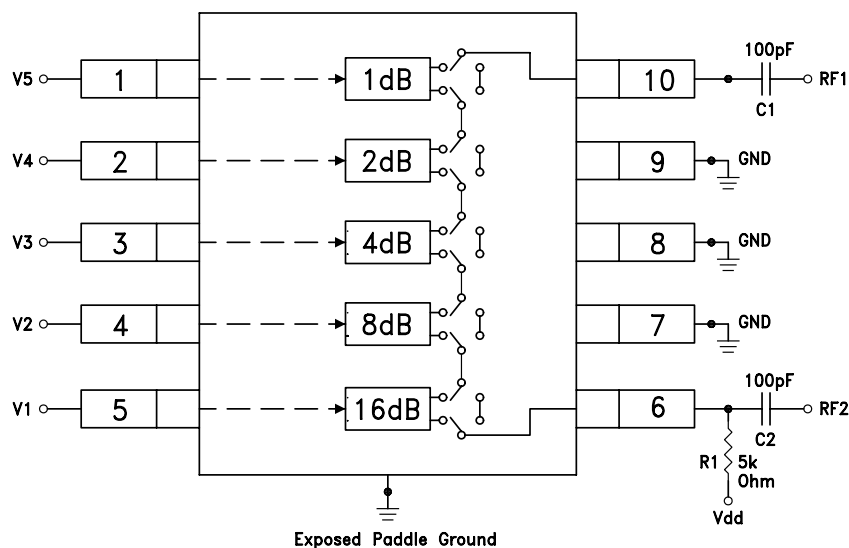 100pF
V5 1 1dB 10 RF1
C1
V4 2 2dB 9 GND
V3 3 4dB 8 GND
V2 4 8dB 7 GND
100pF
V1 5 16dB 6 RF2
C2
R1 5k
Ohm
Vdd
Exposed Paddle Ground